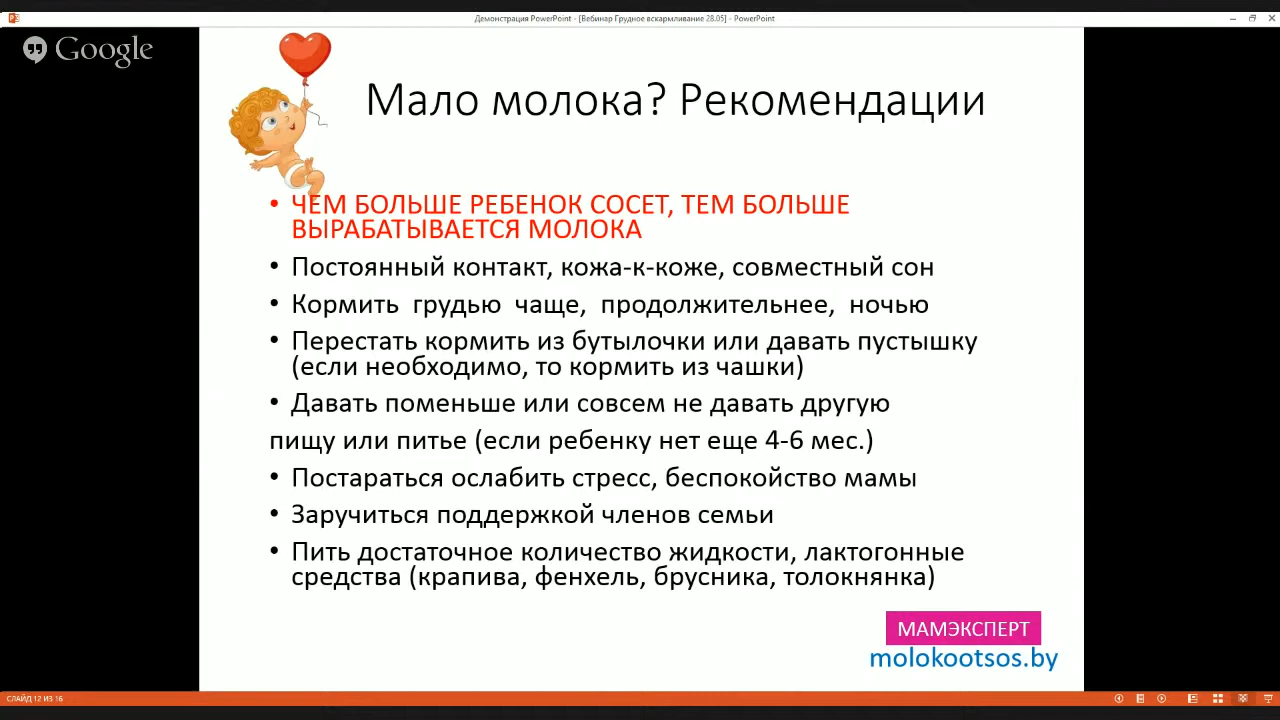 Демонстрация PowerPoint - [Вебинар Грудное вскармливание 28.05] - PowerPoint
Google
Мало молока? Рекомендации
• ЧЕМ БОЛЬШЕ РЕБЕНОК СОСЕТ, ТЕМ БОЛЬШЕ
ВЫРАБАТЫВАЕТСЯ МОЛОКА
• Постоянный контакт, кожа-к-коже, совместный сон
• Кормить грудью чаще, продолжительнее, ночью
• Перестать кормить из бутылочки или давать пустышку
(если необходимо, то кормить из чашки)
• Давать поменьше или совсем не давать другую
пищу или питье (если ребенку нет еще 4-6 мес.)
• Постараться ослабить стресс, беспокойство мамы
• Заручиться поддержкой членов семьи
• Пить достаточное количество жидкости, лактогонные
средства (крапива, фенхель, брусника, толокнянка)
МАМЭКСПЕРТ
molokootsos.by
СЛАЙД 12 ИЗ 16